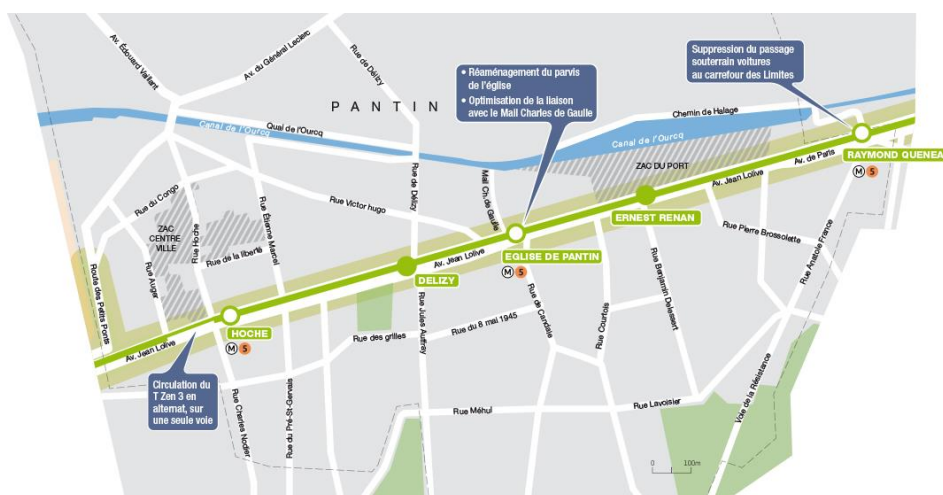 Av. Édouard Vaillant
Av. du Général Leclerc
Rue de Délizy
PANTIN
• Réaménagement du parvis
de l'église
• Optimisation de la liaison
avec le Mail Charles de Gaulle
Suppression du passage
souterrain voitures
au carrefour des Limites
Chemin de Halage
Canal de l'Ourcq
Quai de l'Ourcq
Canal de l'Ourcq
ZAC DU PORT
Av. de Paris
RAYMOND QUENEA
M 5
Av. Jean Lolive
Rue de Délizy
Mail Ch. de Gaulle
Rue du Congo
Rue Victor hugo
Rue Étienne Marcel
ZAC
CENTRE
VILLE
Rue Hoche
Rue de la liberté
Rue Auger
Route des Petits Ponts
ERNEST RENAN
Rue Pierre Brossolette
Rue Anatole France
Av. Jean Lolive
EGLISE DE PANTIN
M 5
DELIZY
HOCHE
M 5
Av. Jean Lolive
Rue des grilles
Rue Jules Auffray
Rue du 8 mai 1945
Rue de Candale
Rue Courtois
Rue Benjamin Delessert
Voie de la Résistance
Circulation du
T Zen 3 en
alternat, sur
une seule voie
Rue Charles Nodier
Rue du Pré-St-Gervais
Rue Méhul
Rue Lavoisier
0 100m